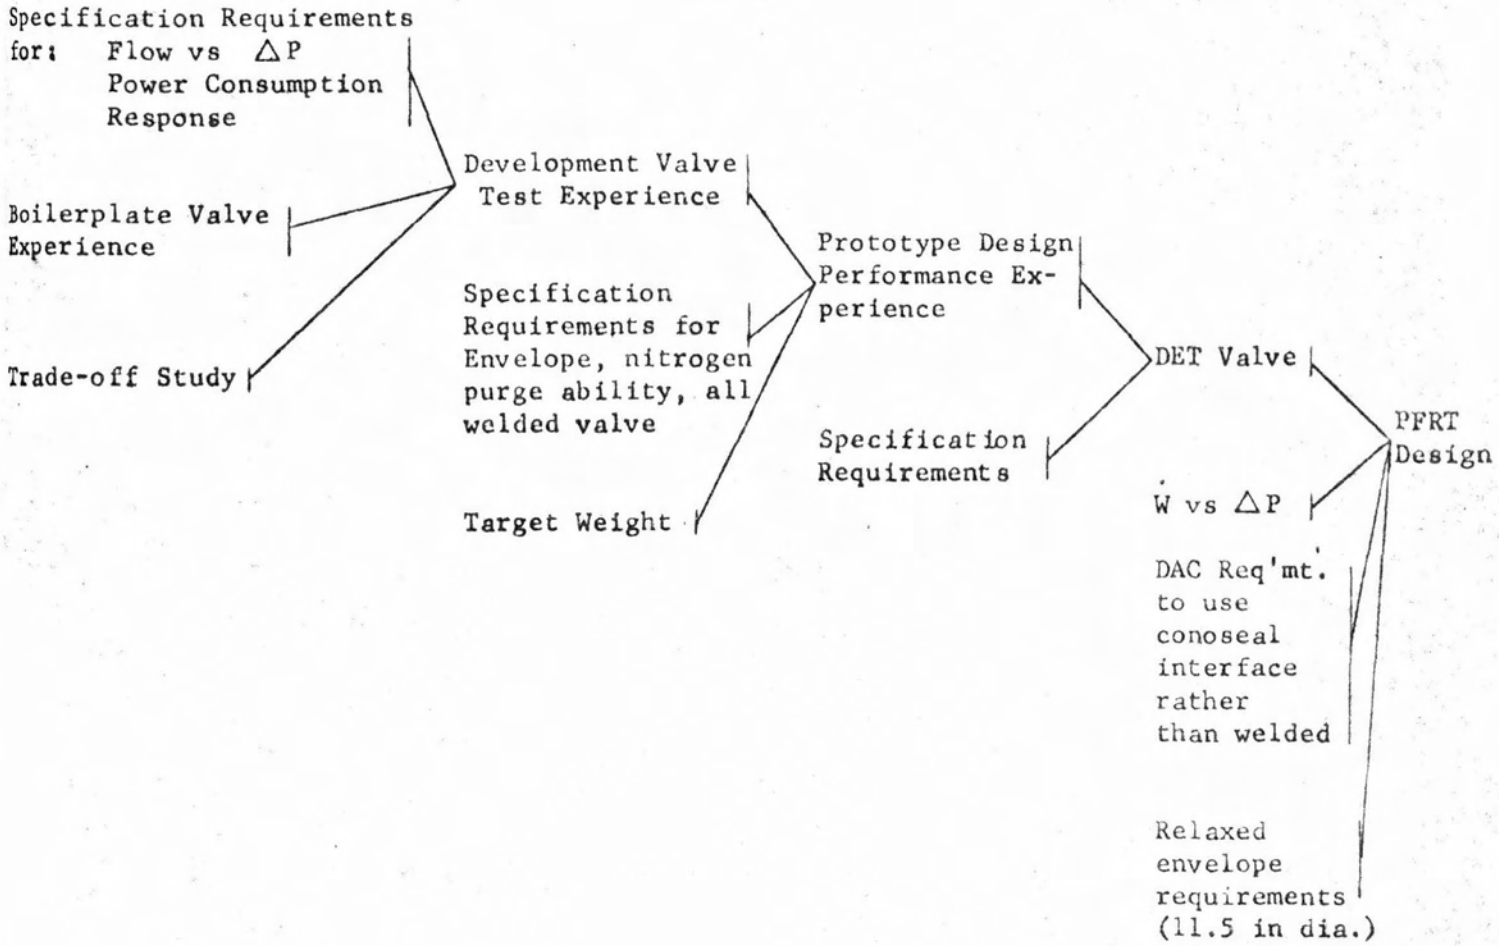 Specification Requirements
for: Flow vs △P
Power Consumption
Response
Boilerplate Valve
Experience
Trade-off Study
Development Valve
Test Experience
Specification
Requirements for
Envelope, nitrogen
purge ability, all
welded valve
Target Weight
Prototype Design
Performance Ex-
perience
Specification
Requirements
DET Valve
Ẇ vs △P
DAC Req'mt.
to use
conoseal
interface
rather
than welded
Relaxed
envelope
requirements
(11.5 in dia.)
PFRT
Design